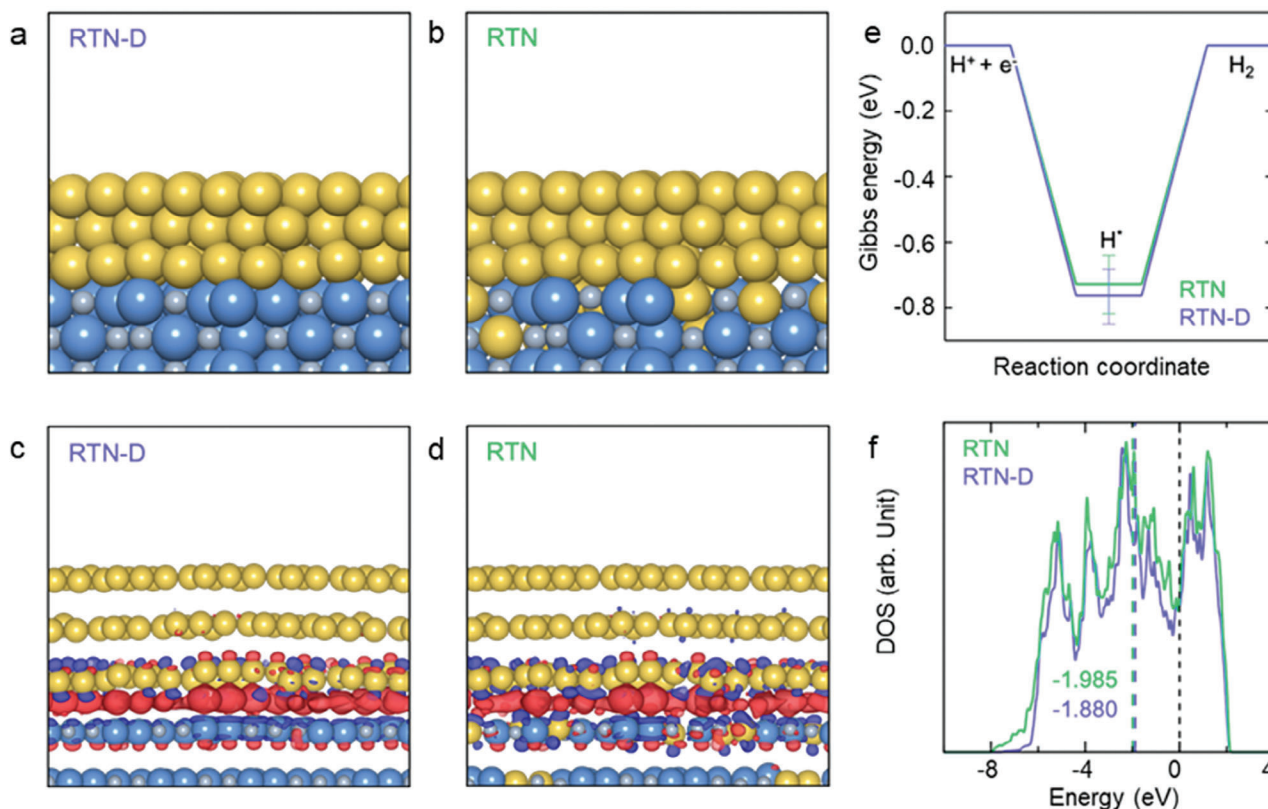 a
RTN-D
b
RTN
c
RTN-D
d
RTN
e
Gibbs energy (eV)
0.0
-0.2
-0.4
-0.6
-0.8
H⁺ + e⁻
H₂
H*
RTN
RTN-D
Reaction coordinate
f
DOS (arb. Unit)
RTN
RTN-D
-1.985
-1.880
-8 -4 0 4
Energy (eV)